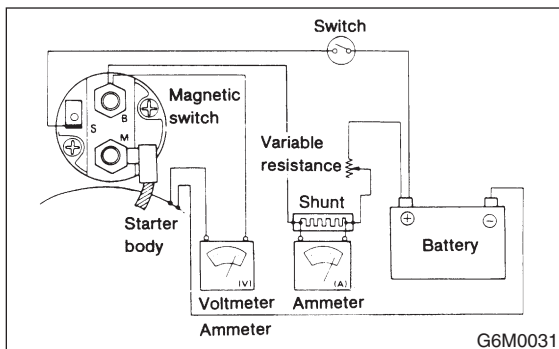 Switch
Magnetic
switch
B
S
M
Variable
resistance
Shunt
Starter
body
+
−
Battery
(V)
(A)
Voltmeter
Ammeter
Ammeter
G6M0031